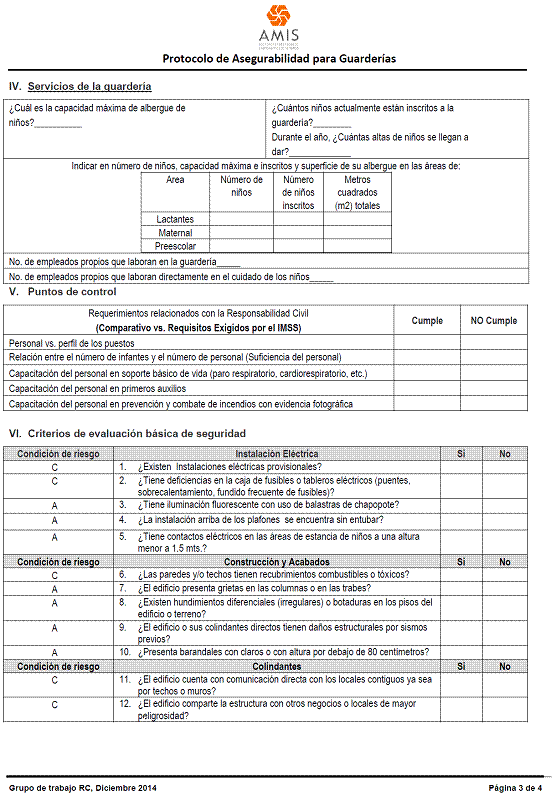 AMIS
Protocolo de Asegurabilidad para Guarderías
IV. Servicios de la guardería
¿Cuál es la capacidad máxima de albergue de
niños?____________
¿Cuántos niños actualmente están inscritos a la
guardería?_________
Durante el año, ¿Cuántas altas de niños se llegan a
dar?____________
Indicar en número de niños, capacidad máxima e inscritos y superficie de su albergue en las áreas de:
Area Número de Número Metros
niños de niños cuadrados
inscritos (m2) totales
Lactantes
Maternal
Preescolar
No. de empleados propios que laboran en la guardería_____
No. de empleados propios que laboran directamente en el cuidado de los niños_____
V. Puntos de control
Requerimientos relacionados con la Responsabilidad Civil
(Comparativo vs. Requisitos Exigidos por el IMSS)
Cumple NO Cumple
Personal vs. perfil de los puestos
Relación entre el número de infantes y el número de personal (Suficiencia del personal)
Capacitación del personal en soporte básico de vida (paro respiratorio, cardiorespiratorio, etc.)
Capacitación del personal en primeros auxilios
Capacitación del personal en prevención y combate de incendios con evidencia fotográfica
VI. Criterios de evaluación básica de seguridad
Condición de riesgo Instalación Eléctrica Si No
C 1. ¿Existen Instalaciones eléctricas provisionales?
C 2. ¿Tiene deficiencias en la caja de fusibles o tableros eléctricos (puentes,
sobrecalentamiento, fundido frecuente de fusibles)?
A 3. ¿Tiene iluminación fluorescente con uso de balastras de chapopote?
A 4. ¿La instalación arriba de los plafones se encuentra sin entubar?
A 5. ¿Tiene contactos eléctricos en las áreas de estancia de niños a una altura
menor a 1.5 mts.?
Condición de riesgo Construcción y Acabados Si No
C 6. ¿Las paredes y/o techos tienen recubrimientos combustibles o tóxicos?
A 7. ¿El edificio presenta grietas en las columnas o en las trabes?
A 8. ¿Existen hundimientos diferenciales (irregulares) o botaduras en los pisos del
edificio o terreno?
A 9. ¿El edificio o sus colindantes directos tienen daños estructurales por sismos
previos?
A 10. ¿Presenta barandales con claros o con altura por debajo de 80 centímetros?
Condición de riesgo Colindantes Si No
C 11. ¿El edificio cuenta con comunicación directa con los locales contiguos ya sea
por techos o muros?
C 12. ¿El edificio comparte la estructura con otros negocios o locales de mayor
peligrosidad?
Grupo de trabajo RC, Diciembre 2014 Página 3 de 4